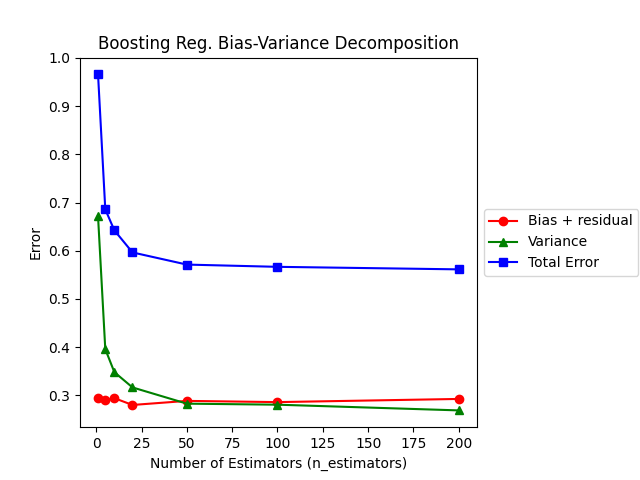 Boosting Reg. Bias-Variance Decomposition
1.0
0.9
0.8
0.7
0.6
0.5
0.4
0.3
Error
0 25 50 75 100 125 150 175 200
Number of Estimators (n_estimators)
Bias + residual
Variance
Total Error